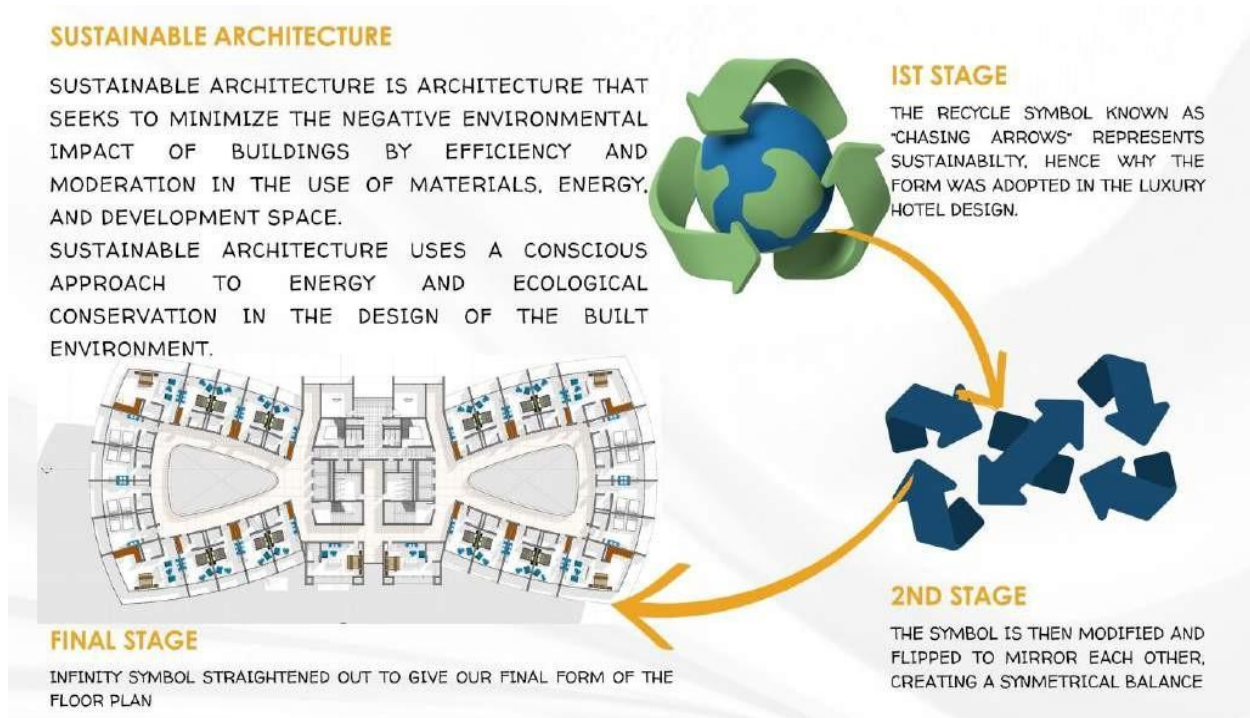 SUSTAINABLE ARCHITECTURE
SUSTAINABLE ARCHITECTURE IS ARCHITECTURE THAT
SEEKS TO MINIMIZE THE NEGATIVE ENVIRONMENTAL
IMPACT OF BUILDINGS BY EFFICIENCY AND
MODERATION IN THE USE OF MATERIALS, ENERGY,
AND DEVELOPMENT SPACE.
SUSTAINABLE ARCHITECTURE USES A CONSCIOUS
APPROACH TO ENERGY AND ECOLOGICAL
CONSERVATION IN THE DESIGN OF THE BUILT
ENVIRONMENT.
IST STAGE
THE RECYCLE SYMBOL KNOWN AS
"CHASING ARROWS" REPRESENTS
SUSTAINABILTY, HENCE WHY THE
FORM WAS ADOPTED IN THE LUXURY
HOTEL DESIGN.
2ND STAGE
THE SYMBOL IS THEN MODIFIED AND
FLIPPED TO MIRROR EACH OTHER,
CREATING A SYNMETRICAL BALANCE
FINAL STAGE
INFINITY SYMBOL STRAIGHTENED OUT TO GIVE OUR FINAL FORM OF THE
FLOOR PLAN